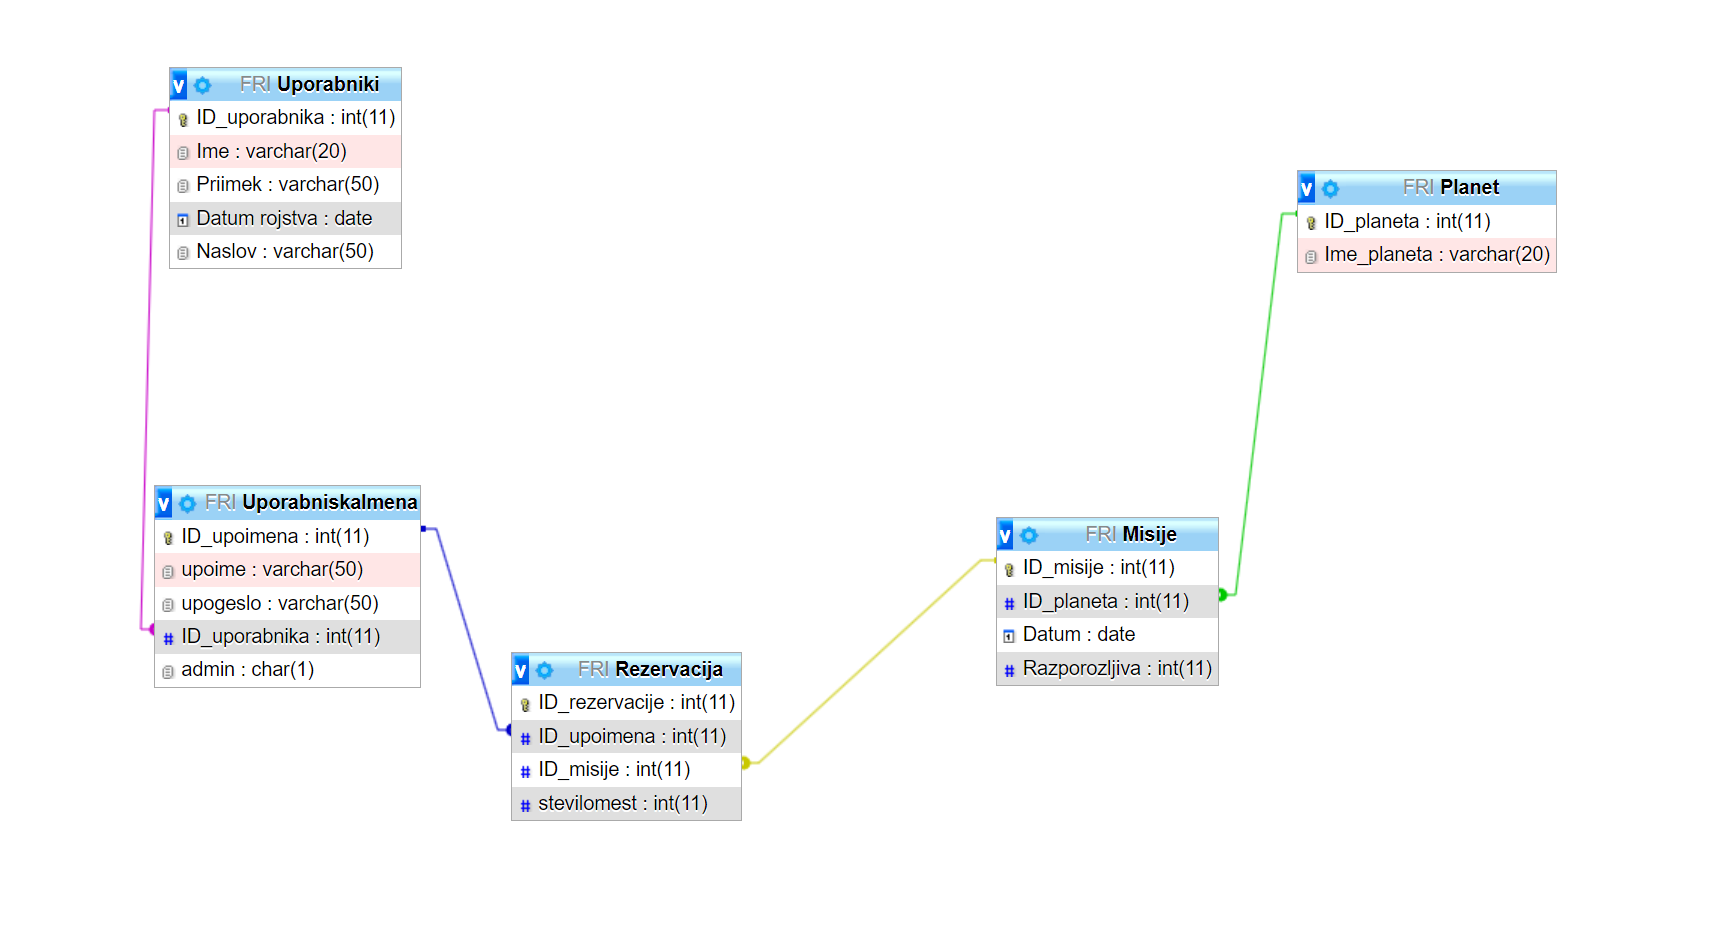 FRI Uporabniki
ID_uporabnika : int(11)
Ime : varchar(20)
Priimek : varchar(50)
Datum rojstva : date
Naslov : varchar(50)
FRI Planet
ID_planeta : int(11)
Ime_planeta : varchar(20)
FRI UporabniskaImena
ID_upoimena : int(11)
upoime : varchar(50)
upogeslo : varchar(50)
ID_uporabnika : int(11)
admin : char(1)
FRI Rezervacija
ID_rezervacije : int(11)
ID_upoimena : int(11)
ID_misije : int(11)
stevilomest : int(11)
FRI Misije
ID_misije : int(11)
ID_planeta : int(11)
Datum : date
Razporozljiva : int(11)